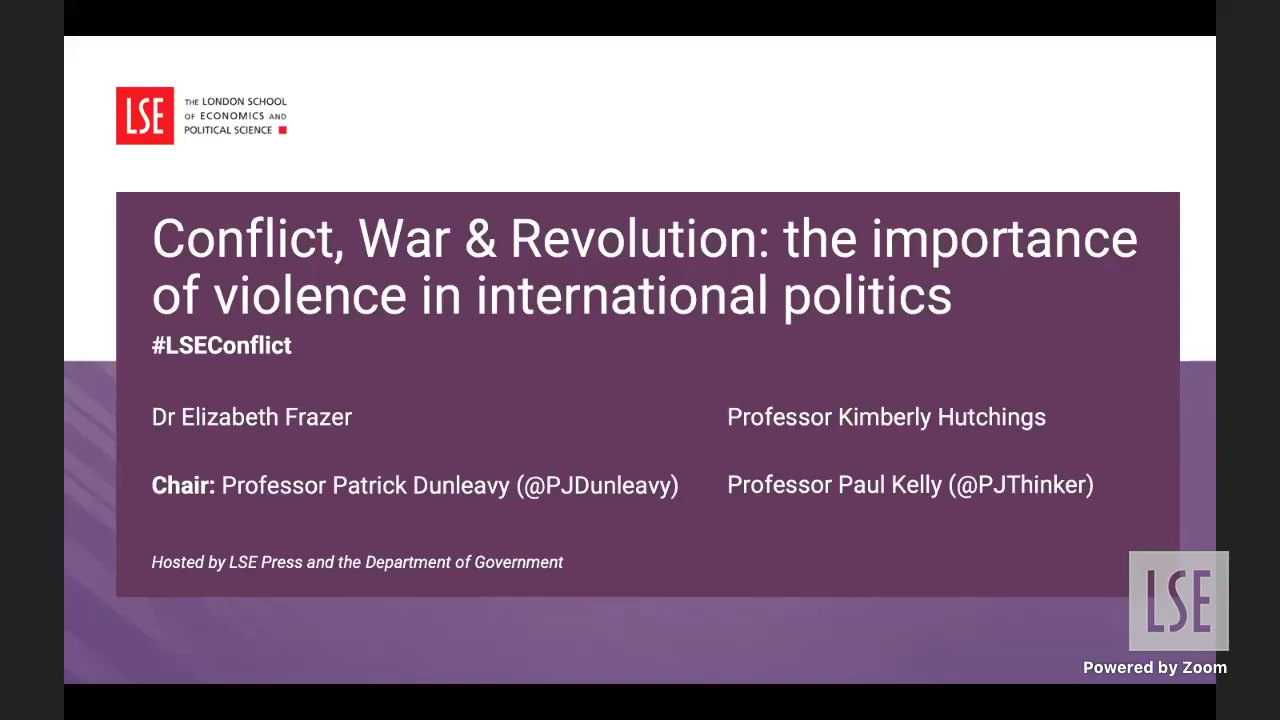 LSE
THE LONDON SCHOOL
OF ECONOMICS AND
POLITICAL SCIENCE
Conflict, War & Revolution: the importance
of violence in international politics
#LSEConflict
Dr Elizabeth Frazer
Professor Kimberly Hutchings
Chair: Professor Patrick Dunleavy (@PJDunleavy)
Professor Paul Kelly (@PJThinker)
Hosted by LSE Press and the Department of Government
LSE
Powered by Zoom